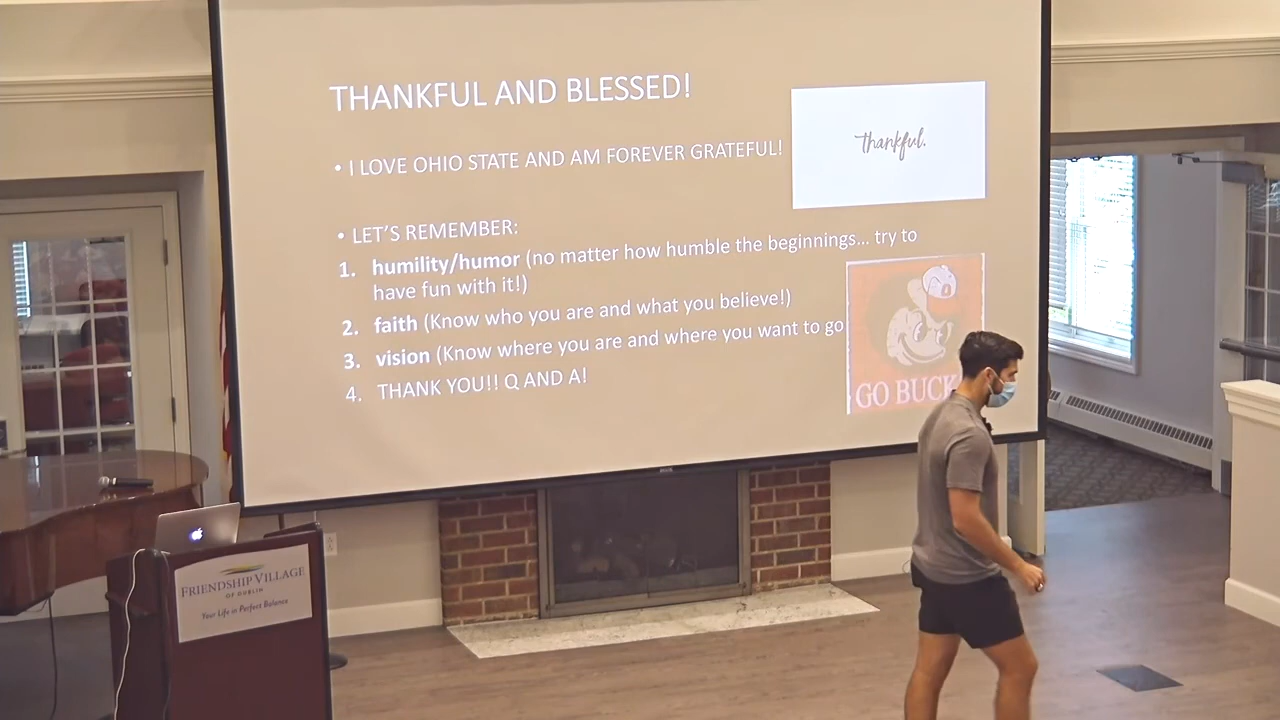 THANKFUL AND BLESSED!
• I LOVE OHIO STATE AND AM FOREVER GRATEFUL!
thankful.
• LET'S REMEMBER:
1. humility/humor (no matter how humble the beginnings... try to
have fun with it!)
2. faith (Know who you are and what you believe!)
3. vision (Know where you are and where you want to go
4. THANK YOU!! Q AND A!
GO BUCK
FRIENDSHIP VILLAGE
OF DUBLIN
Your Life in Perfect Balance